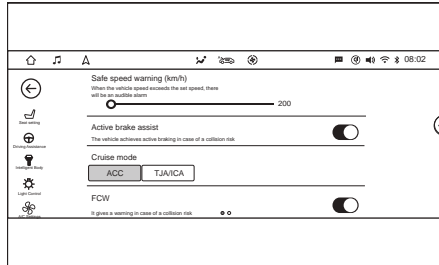 08:02
Safe speed warning (km/h)
When the vehicle speed exceeds the set speed, there
will be an audible alarm
200
Seat setting
Active brake assist
The vehicle achieves active braking in case of a collision risk
Driving Assistance
Cruise mode
Intelligent Body
ACC
TJA/ICA
Light Control
FCW
It gives a warning in case of a collision risk
A/C Settings